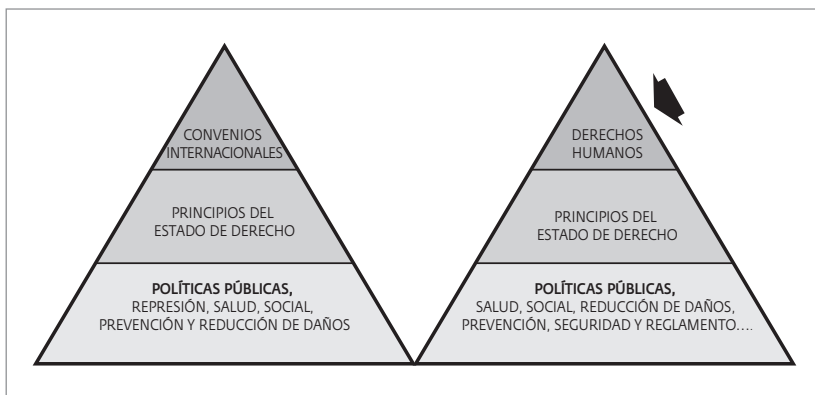 CONVENIOS
INTERNACIONALES
PRINCIPIOS DEL
ESTADO DE DERECHO
POLÍTICAS PÚBLICAS,
REPRESIÓN, SALUD, SOCIAL,
PREVENCIÓN Y REDUCCIÓN DE DAÑOS
DERECHOS
HUMANOS
PRINCIPIOS DEL
ESTADO DE DERECHO
POLÍTICAS PÚBLICAS,
SALUD, SOCIAL, REDUCCIÓN DE DAÑOS,
PREVENCIÓN, SEGURIDAD Y REGLAMENTO....